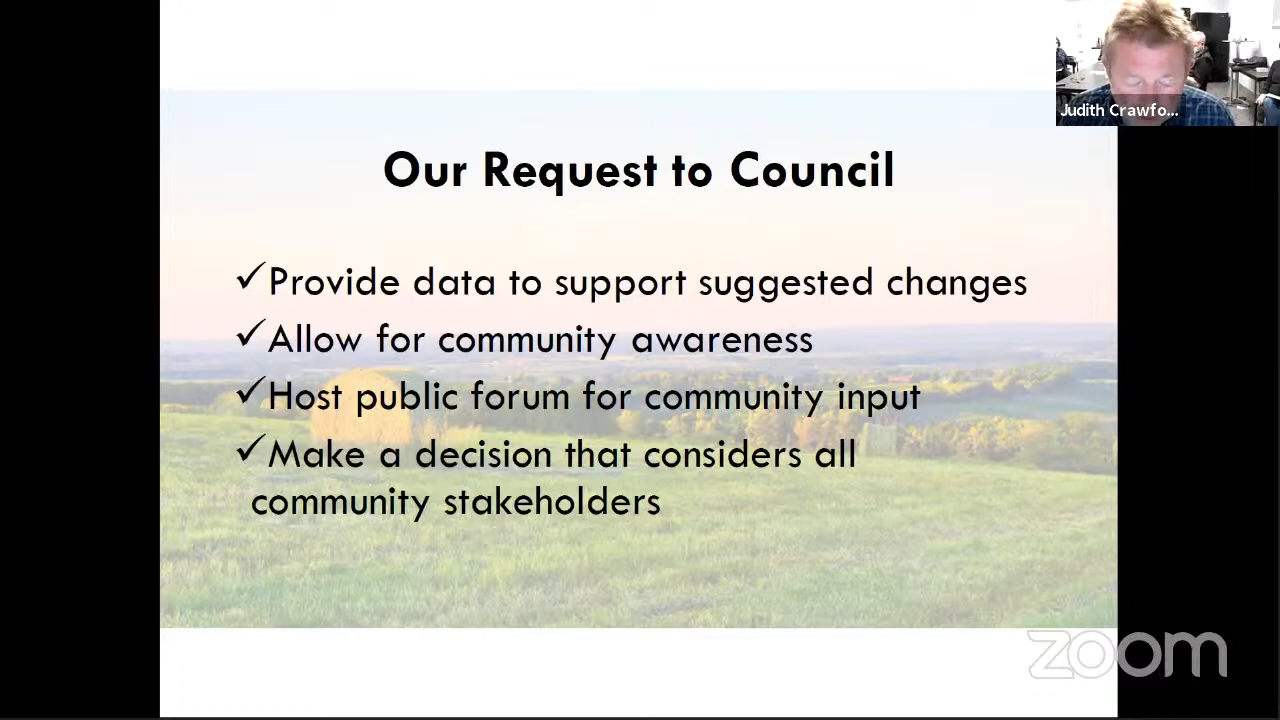 Judith Crawfo...
Our Request to Council
✓Provide data to support suggested changes
✓Allow for community awareness
✓Host public forum for community input
✓Make a decision that considers all
community stakeholders
zoom